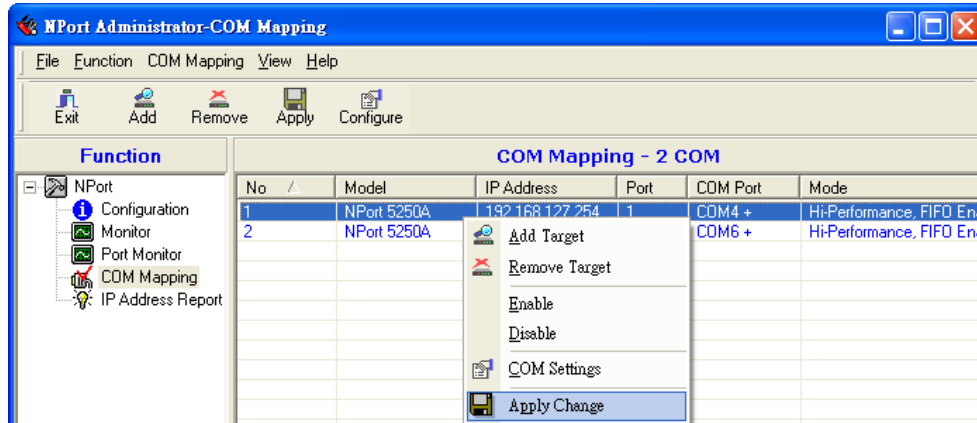 NPort Administrator-COM Mapping
File Function COM Mapping View Help
Exit Add Remove Apply Configure
Function
COM Mapping - 2 COM
NPort
Configuration
Monitor
Port Monitor
COM Mapping
IP Address Report
No Model IP Address Port COM Port Mode
1 NPort 5250A 192.168.127.254 1 COM4 + Hi-Performance, FIFO En
2 NPort 5250A COM6 + Hi-Performance, FIFO En
Add Target
Remove Target
Enable
Disable
COM Settings
Apply Change